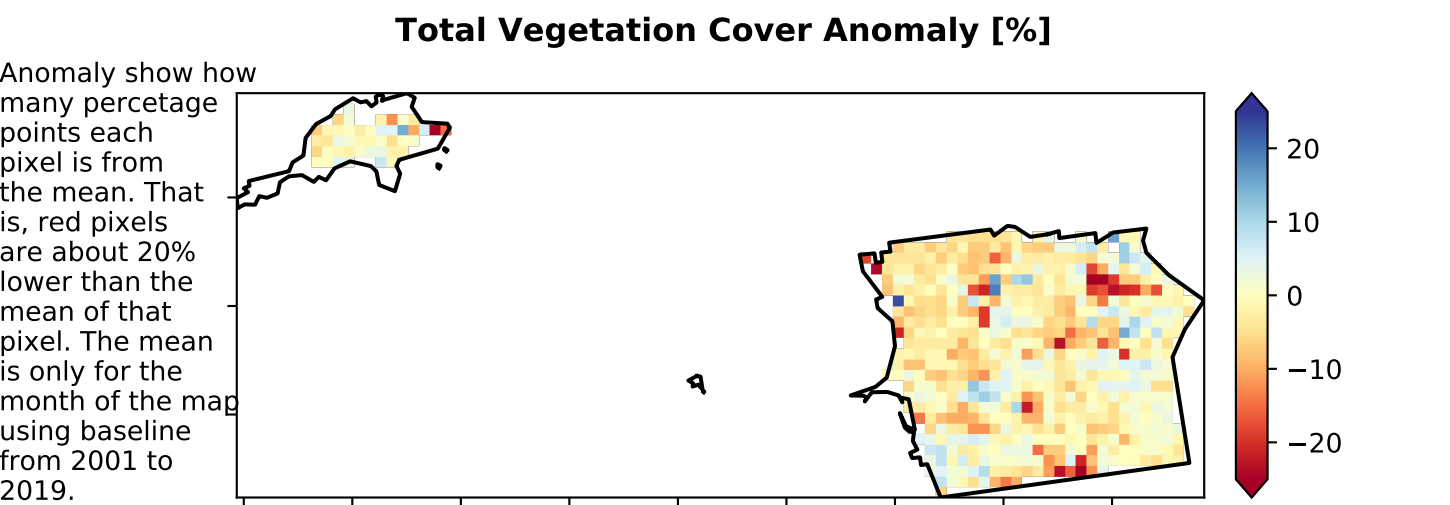 Total Vegetation Cover Anomaly [%]
Anomaly show how
many percetage
points each
pixel is from
the mean. That
is, red pixels
are about 20%
lower than the
mean of that
pixel. The mean
is only for the
month of the map
using baseline
from 2001 to
2019.
20
10
0
−10
−20